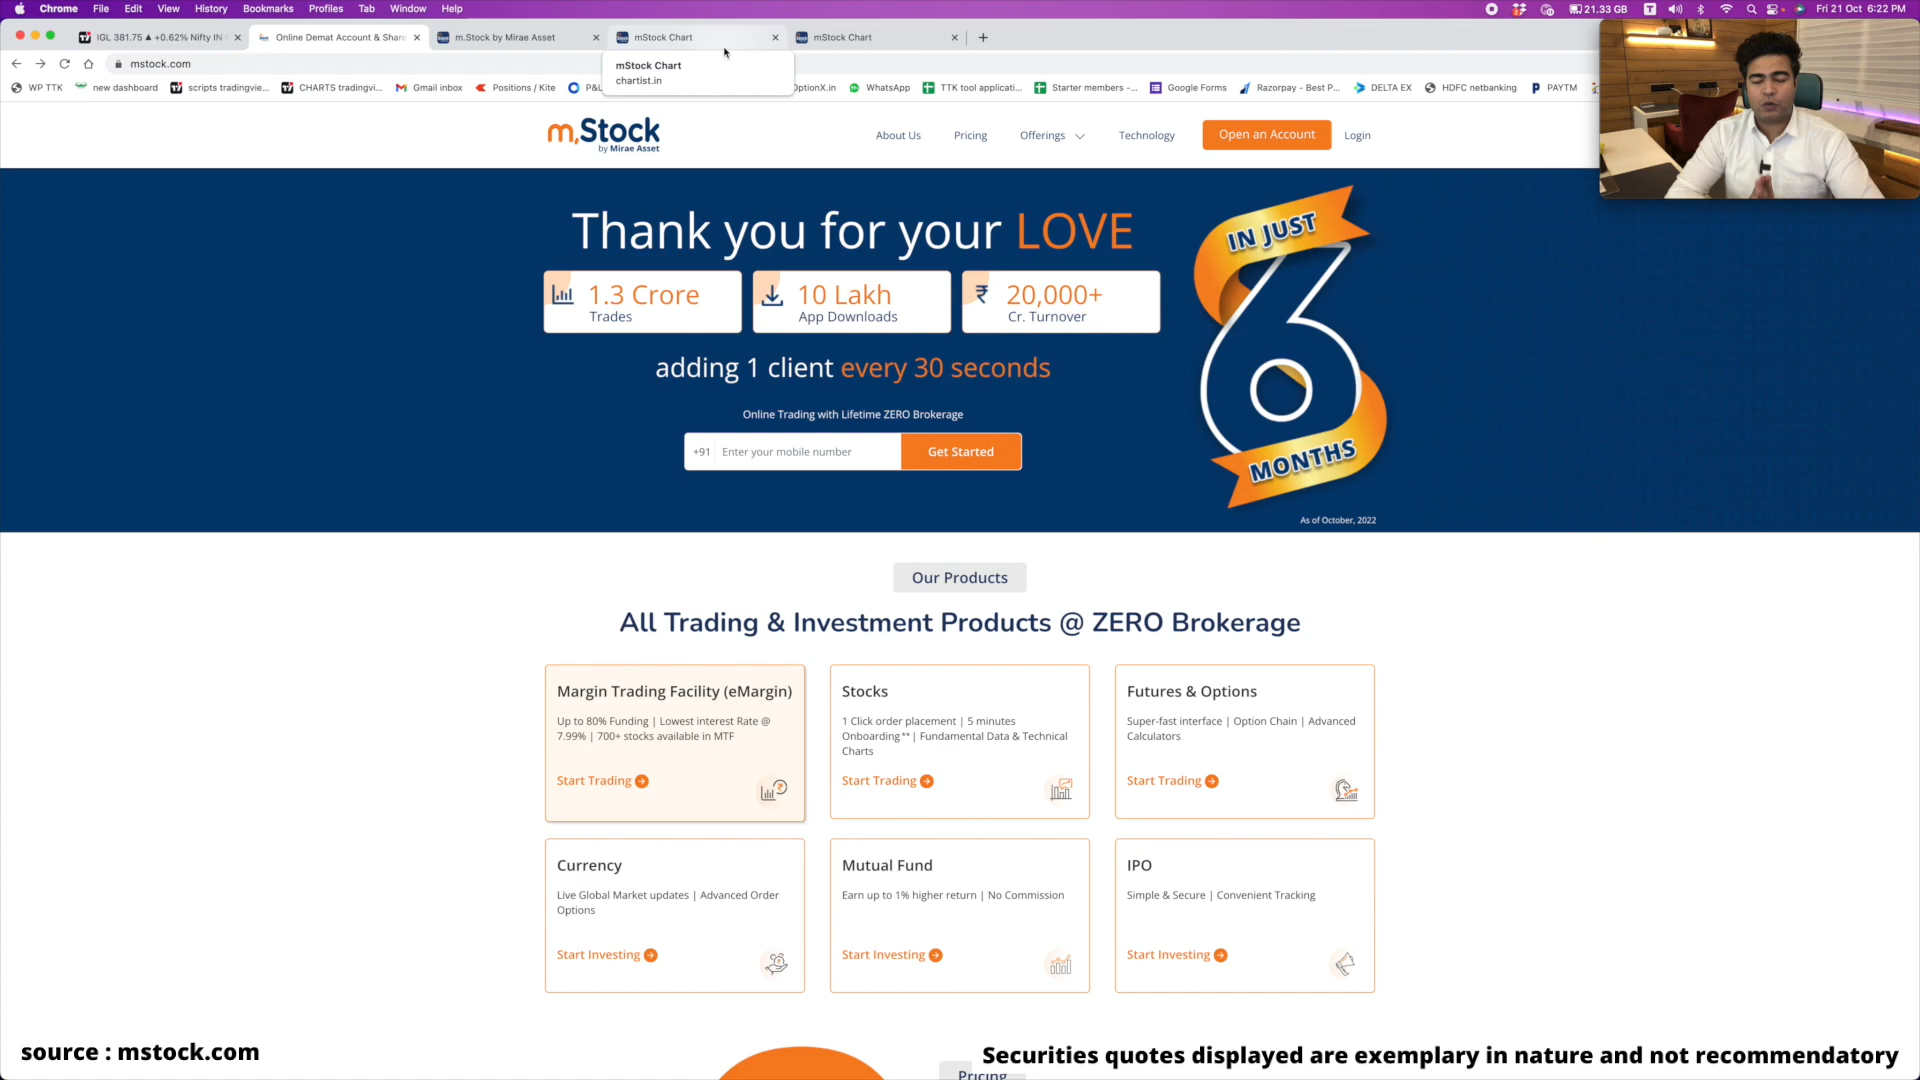 Chrome File Edit View History Bookmarks Profiles Tab Window Help
21.33 GB Fri 21 Oct 6:22 PM
IGL 381.75 ▲ +0.62% Nifty IN
Online Demat Account & Share
m.Stock by Mirae Asset
mStock Chart
mStock Chart
mstock.com
mStock Chart
chartist.in
WP TTK new dashboard scripts tradingvie... CHARTS tradingvi... Gmail inbox Positions / Kite P& OptionX.in WhatsApp TTK tool applicati... Starter members -... Google Forms Razorpay - Best P... DELTA EX HDFC netbanking PAYTM
m.Stock
by Mirae Asset
About Us Pricing Offerings Technology Open an Account Login
Thank you for your LOVE
1.3 Crore
Trades
10 Lakh
App Downloads
20,000+
Cr. Turnover
adding 1 client every 30 seconds
Online Trading with Lifetime ZERO Brokerage
+91 Enter your mobile number Get Started
IN JUST
6
MONTHS
As of October, 2022
Our Products
All Trading & Investment Products @ ZERO Brokerage
Margin Trading Facility (eMargin)
Up to 80% Funding | Lowest interest Rate @
7.99% | 700+ stocks available in MTF
Start Trading
Stocks
1 Click order placement | 5 minutes
Onboarding** | Fundamental Data & Technical
Charts
Start Trading
Futures & Options
Super-fast interface | Option Chain | Advanced
Calculators
Start Trading
Currency
Live Global Market updates | Advanced Order
Options
Start Investing
Mutual Fund
Earn up to 1% higher return | No Commission
Start Investing
IPO
Simple & Secure | Convenient Tracking
Start Investing
source : mstock.com
Securities quotes displayed are exemplary in nature and not recommendatory
Pricing